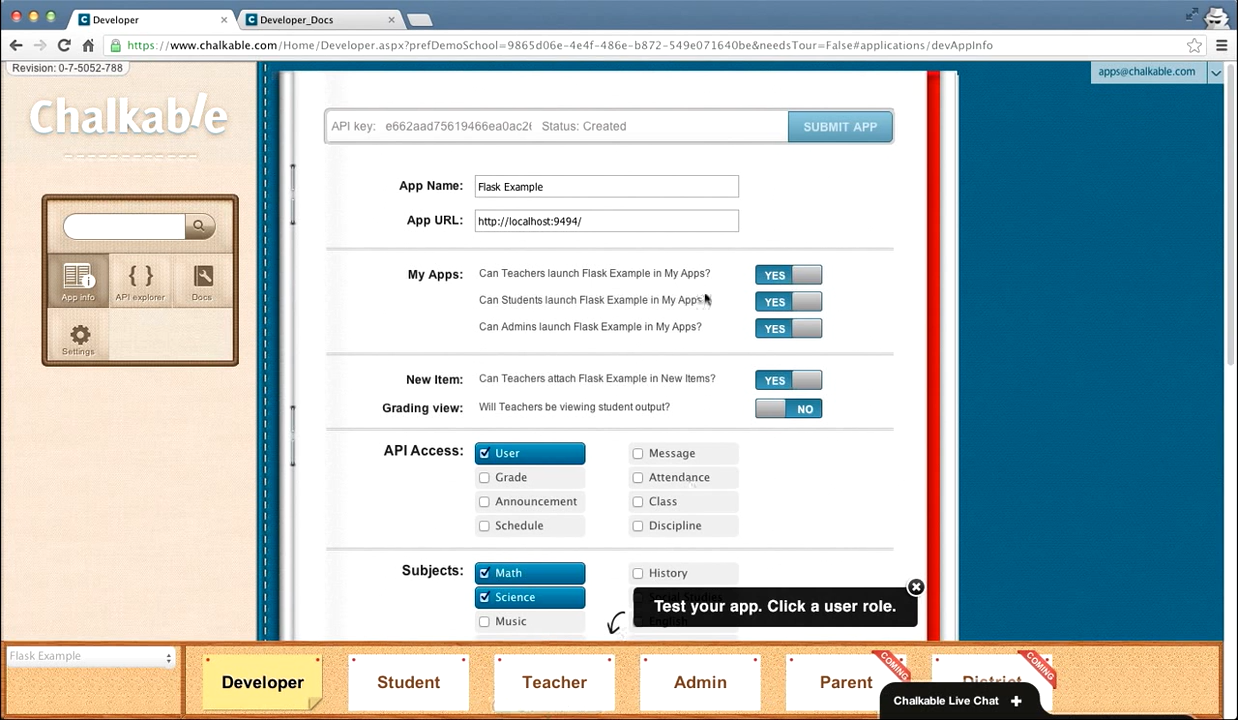 Developer
Developer_Docs
https://www.chalkable.com/Home/Developer.aspx?prefDemoSchool=9865d06e-4e4f-486e-b872-549e071640be&needsTour=False#applications/devAppInfo
Revision: 0-7-5052-788
apps@chalkable.com
Chalkable
API key: e662aad75619466ea0ac2 Status: Created
SUBMIT APP
App Name: Flask Example
App URL: http://localhost:9494/
My Apps: Can Teachers launch Flask Example in My Apps? YES
Can Students launch Flask Example in My Apps YES
Can Admins launch Flask Example in My Apps? YES
App info
API explorer
Docs
Settings
New Item: Can Teachers attach Flask Example in New Items? YES
Grading view: Will Teachers be viewing student output? NO
API Access: User Message
Grade Attendance
Announcement Class
Schedule Discipline
Subjects: Math History
Science Social Studies
Music English
Test your app. Click a user role.
Flask Example
Developer
Student
Teacher
Admin
Parent
COMING
District
COMING
Chalkable Live Chat +